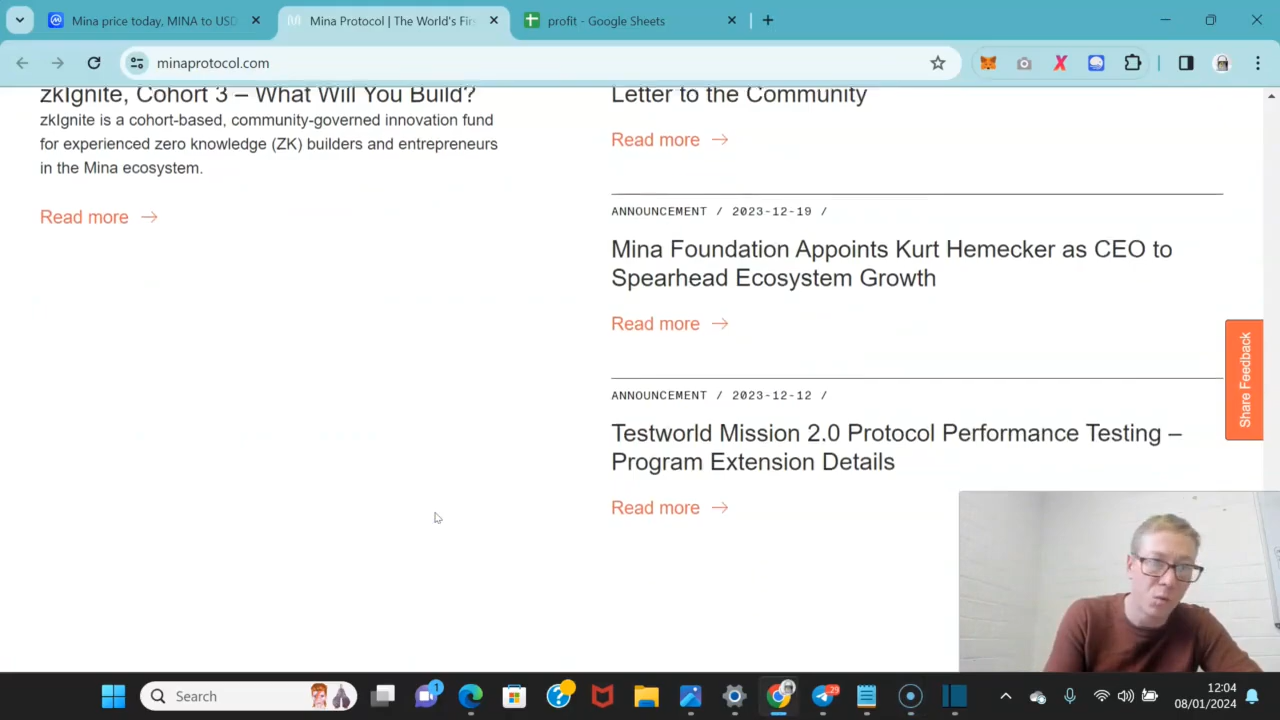 Mina price today, MINA to USD
Mina Protocol | The World's Fir
profit - Google Sheets
minaprotocol.com
zkIgnite, Cohort 3 – What Will You Build?
zkIgnite is a cohort-based, community-governed innovation fund
for experienced zero knowledge (ZK) builders and entrepreneurs
in the Mina ecosystem.
Read more
Letter to the Community
Read more
ANNOUNCEMENT / 2023-12-19 /
Mina Foundation Appoints Kurt Hemecker as CEO to
Spearhead Ecosystem Growth
Read more
ANNOUNCEMENT / 2023-12-12 /
Testworld Mission 2.0 Protocol Performance Testing –
Program Extension Details
Read more
Share Feedback
Search
1
29
12:04
08/01/2024